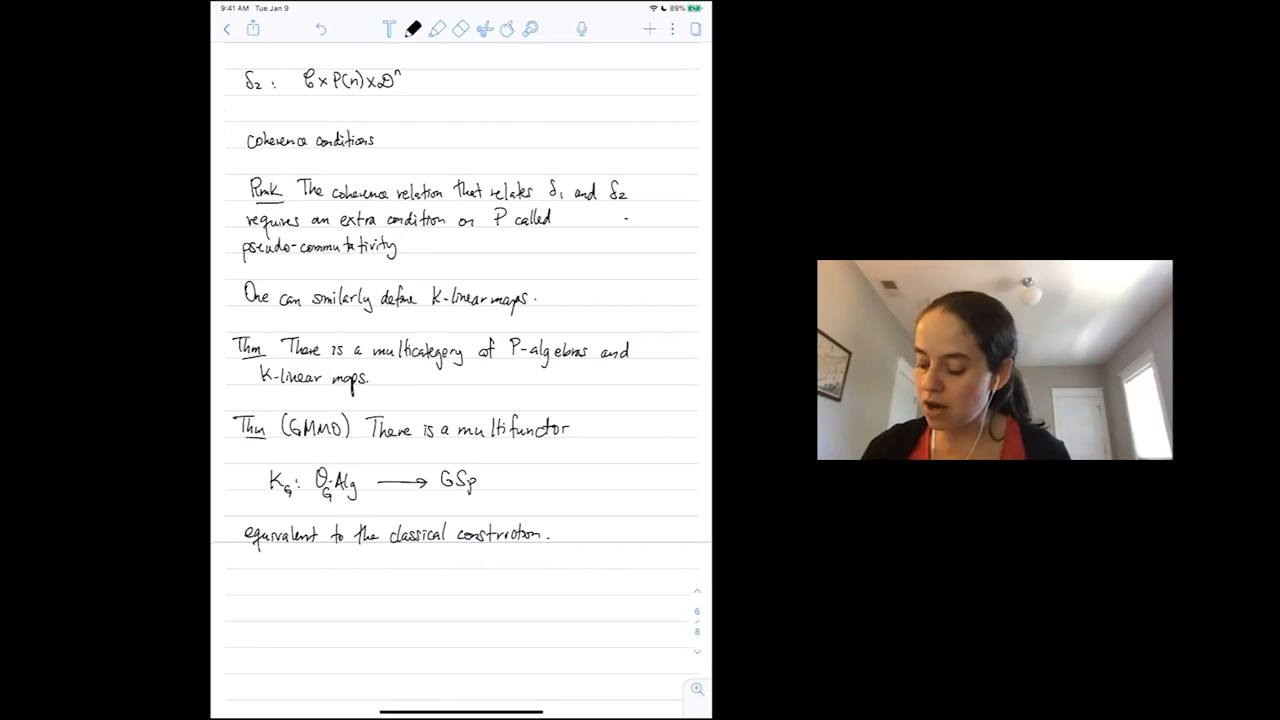 9:41 AM Tue Jan 9
89%
δ₂ : 𝒞 × P(n) × 𝒟ⁿ
Coherence conditions
Rmk The coherence relation that relates δ₁ and δ₂
requires an extra condition on P called
pseudo-commutativity
One can similarly define k-linear maps.
Thm There is a multicategory of P-algebras and
k-linear maps.
Thm (GMMO) There is a multifunctor
K_G : O_G-Alg ⟶ GSp
equivalent to the classical construction.
6
8